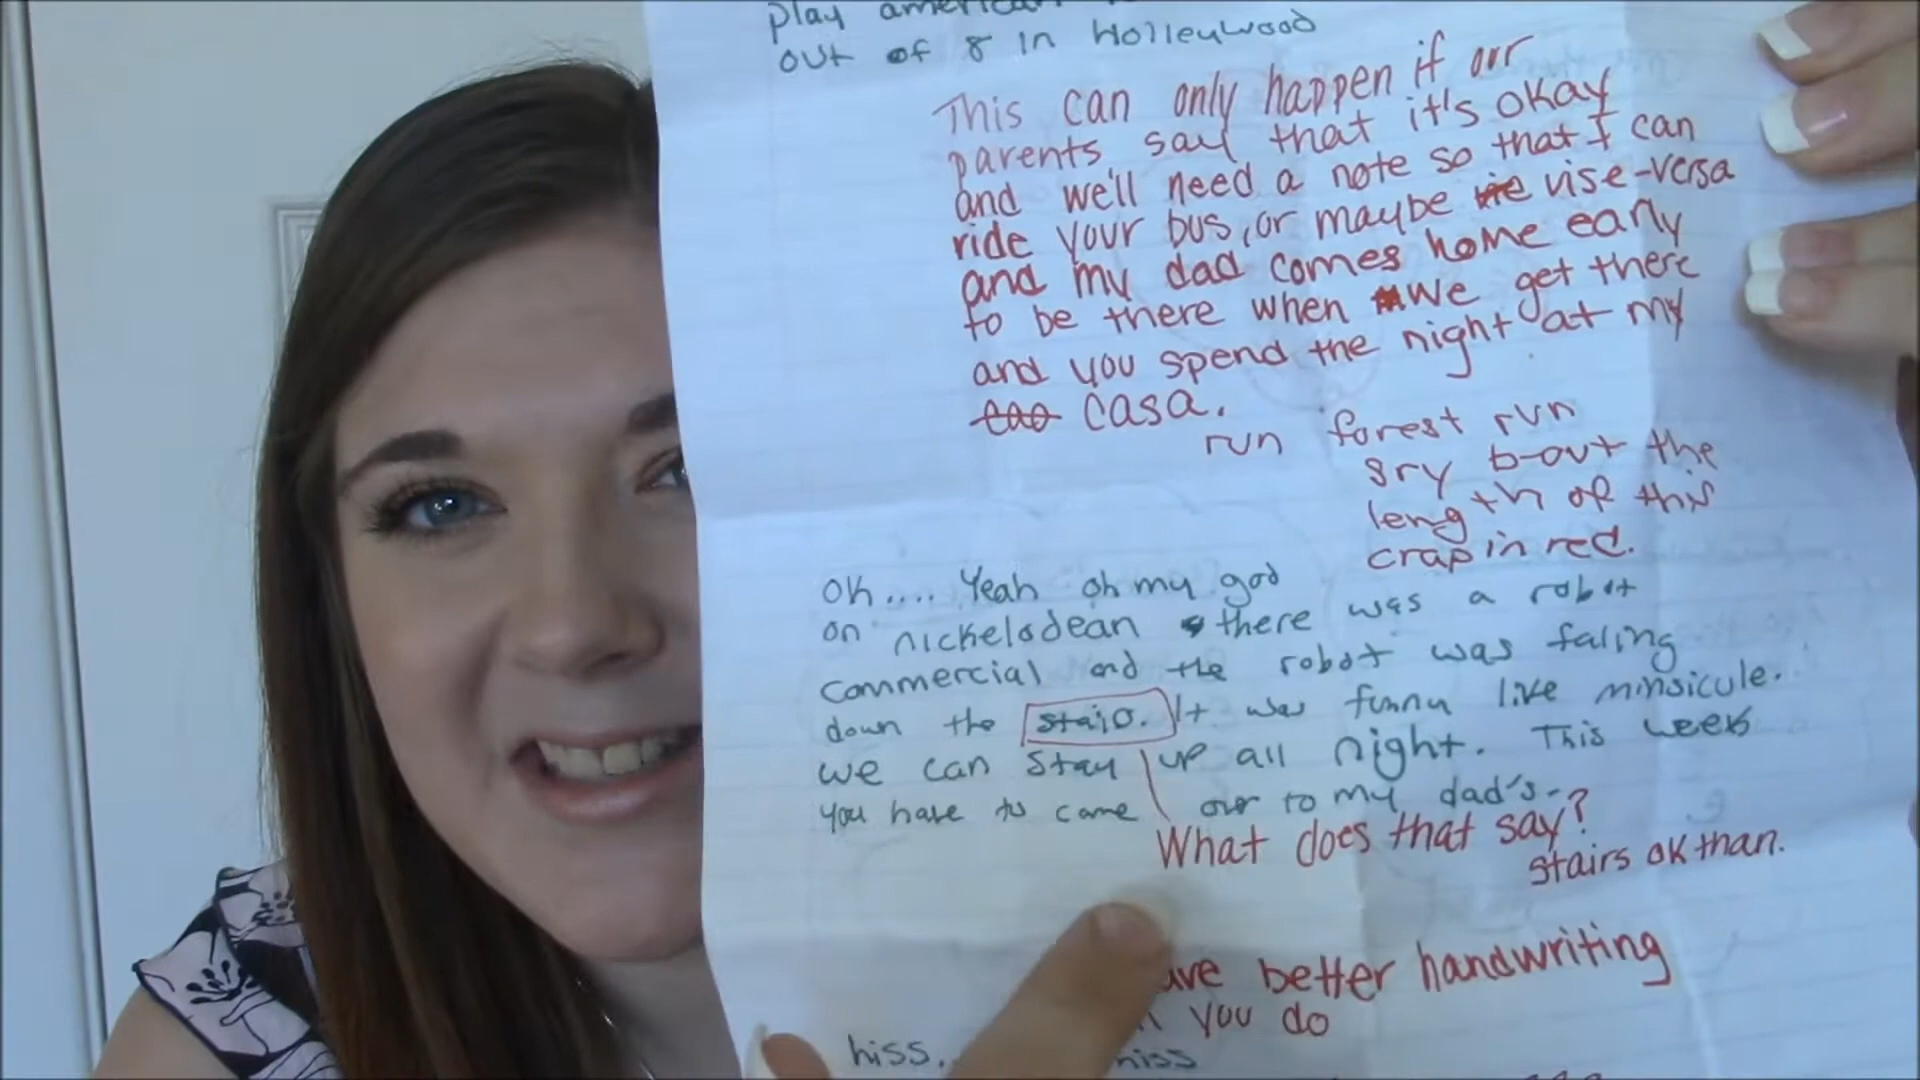 play american
out of 8 in Holleywood
This can only happen if our
parents say that it's okay
and we'll need a note so that I can
ride your bus, or maybe vise-versa
and my dad comes home early
to be there when we get there
and you spend the night at my
casa.
run forest run
sry b-out the
length of this
crap in red.
OK.... Yeah oh my god
on nickelodean there was a robot
commercial and the robot was faling
down the stairs. It was funny like minsicule.
we can stay up all night. This week
you have to come over to my dad's.
What does that say?
stairs ok than.
ave better handwriting
you do
hiss. hiss